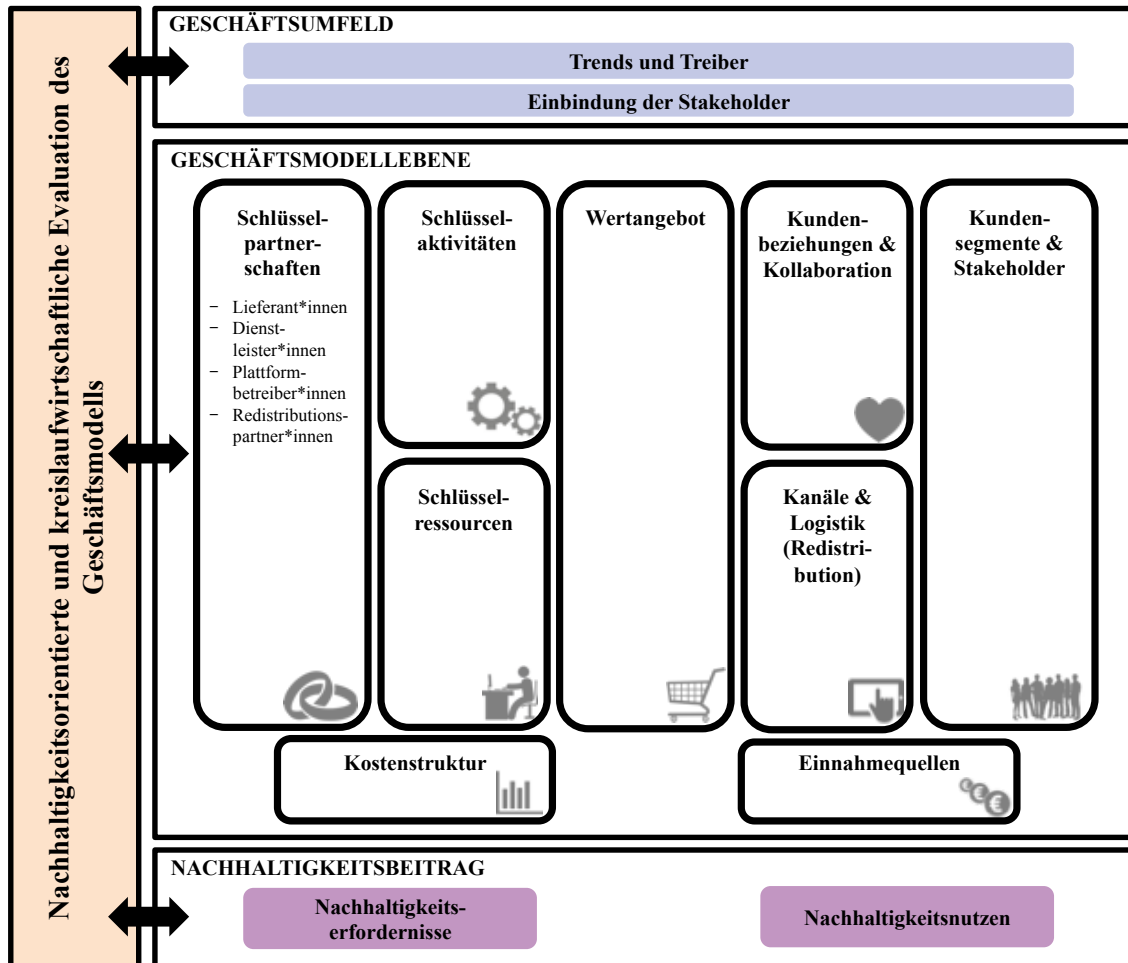 Nachhaltigkeitsorientierte und kreislaufwirtschaftliche Evaluation des
Geschäftsmodells
GESCHÄFTSUMFELD
Trends und Treiber
Einbindung der Stakeholder
GESCHÄFTSMODELLEBENE
Schlüssel-
partner-
schaften
– Lieferant*innen
– Dienst-
leister*innen
– Plattform-
betreiber*innen
– Redistributions-
partner*innen
Schlüssel-
aktivitäten
Schlüssel-
ressourcen
Wertangebot
Kunden-
beziehungen &
Kollaboration
Kanäle &
Logistik
(Redistri-
bution)
Kunden-
segmente &
Stakeholder
Kostenstruktur
Einnahmequellen
€
€
€
NACHHALTIGKEITSBEITRAG
Nachhaltigkeits-
erfordernisse
Nachhaltigkeitsnutzen